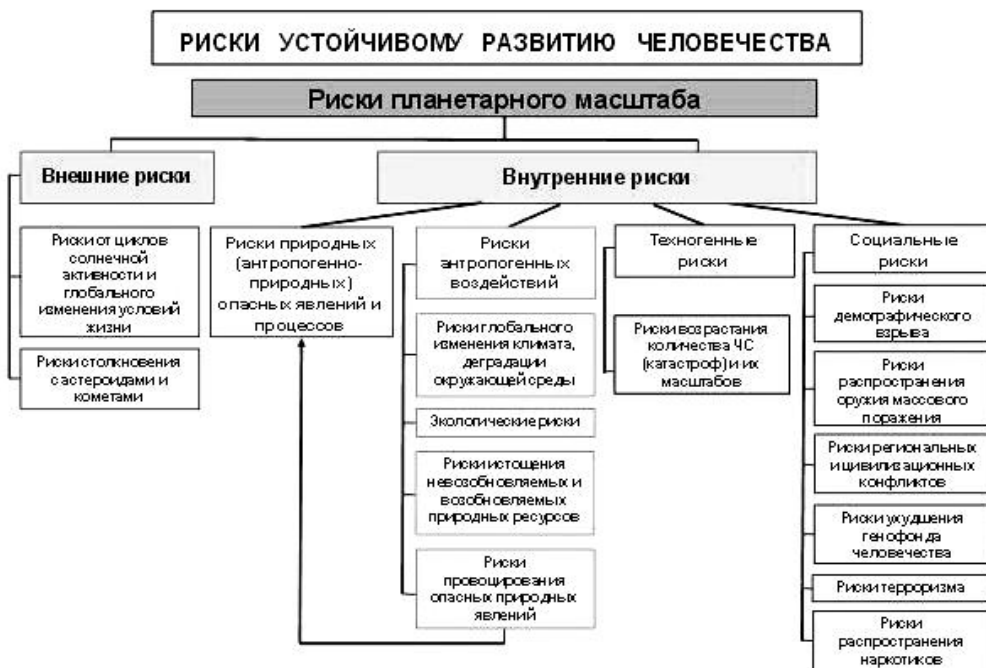 РИСКИ УСТОЙЧИВОМУ РАЗВИТИЮ ЧЕЛОВЕЧЕСТВА
Риски планетарного масштаба
Внешние риски
Внутренние риски
Риски от циклов
солнечной
активности и
глобального
изменения условий
жизни
Риски столкновения
с астероидами и
кометами
Риски природных
(антропогенно-
природных)
опасных явлений и
процессов
Риски
антропогенных
воздействий
Риски глобального
изменения климата,
деградации
окружающей среды
Экологические риски
Риски истощения
невозобновляемых и
возобновляемых
природных ресурсов
Риски
провоцирования
опасных природных
явлений
Техногенные
риски
Риски возрастания
количества ЧС
(катастроф) и их
масштабов
Социальные
риски
Риски
демографического
взрыва
Риски
распространения
оружия массового
поражения
Риски региональных
и цивилизационных
конфликтов
Риски ухудшения
генофонда
человечества
Риски терроризма
Риски
распространения
наркотиков